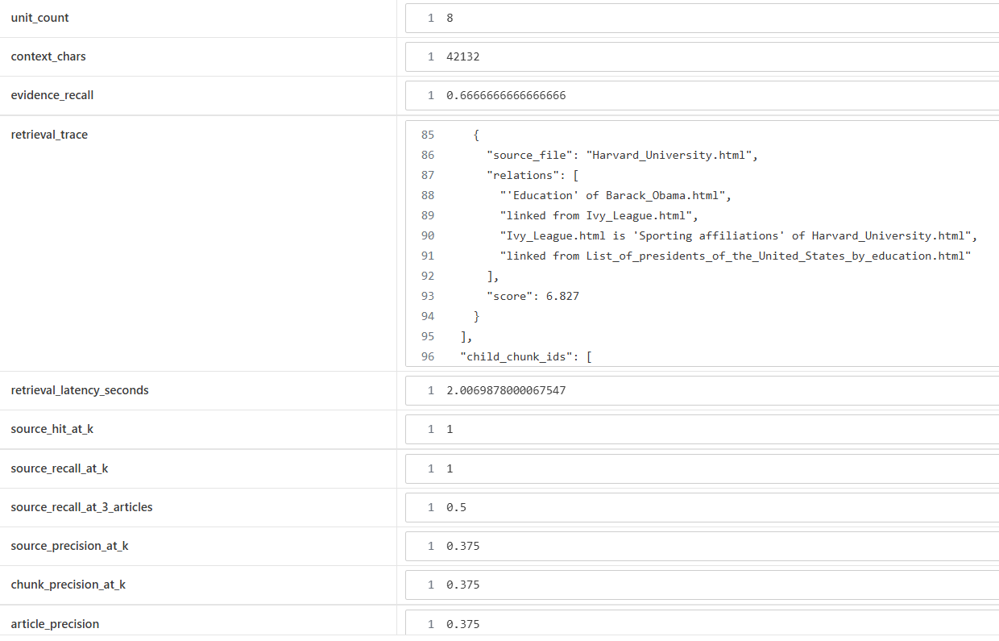 unit_count
1 8
context_chars
1 42132
evidence_recall
1 0.6666666666666666
retrieval_trace
85 {
86 "source_file": "Harvard_University.html",
87 "relations": [
88 "'Education' of Barack_Obama.html",
89 "linked from Ivy_League.html",
90 "Ivy_League.html is 'Sporting affiliations' of Harvard_University.html",
91 "linked from List_of_presidents_of_the_United_States_by_education.html"
92 ],
93 "score": 6.827
94 }
95 ],
96 "child_chunk_ids": [
retrieval_latency_seconds
1 2.0069878000067547
source_hit_at_k
1 1
source_recall_at_k
1 1
source_recall_at_3_articles
1 0.5
source_precision_at_k
1 0.375
chunk_precision_at_k
1 0.375
article_precision
1 0.375